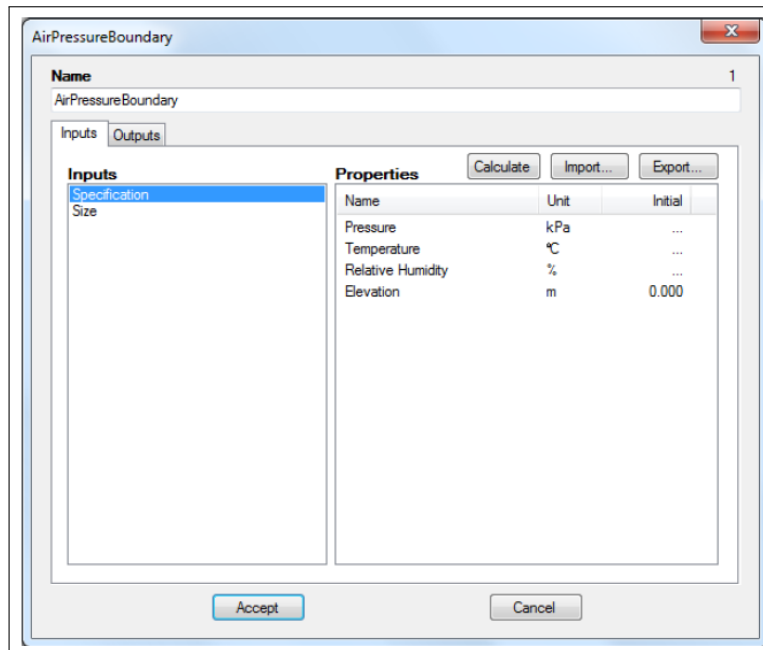 AirPressureBoundary
Name 1
AirPressureBoundary
Inputs Outputs
Inputs
Specification
Size
Properties Calculate Import... Export...
Name Unit Initial
Pressure kPa ...
Temperature °C ...
Relative Humidity % ...
Elevation m 0.000
Accept Cancel